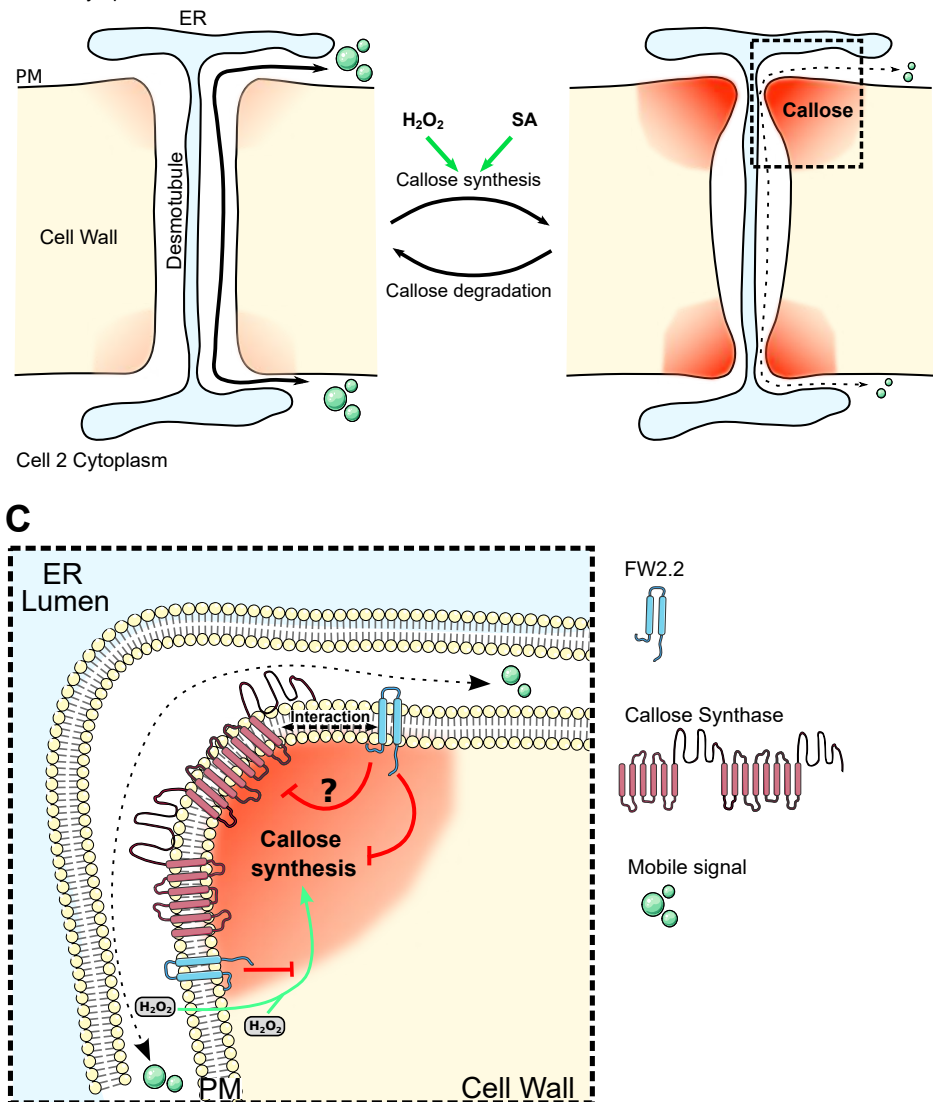 ER
PM
H₂O₂
SA
Callose
Callose synthesis
Desmotubule
Cell Wall
Callose degradation
Cell 2 Cytoplasm
C
ER
Lumen
FW2.2
Interaction
Callose Synthase
?
Callose
synthesis
Mobile signal
H₂O₂
H₂O₂
PM
Cell Wall